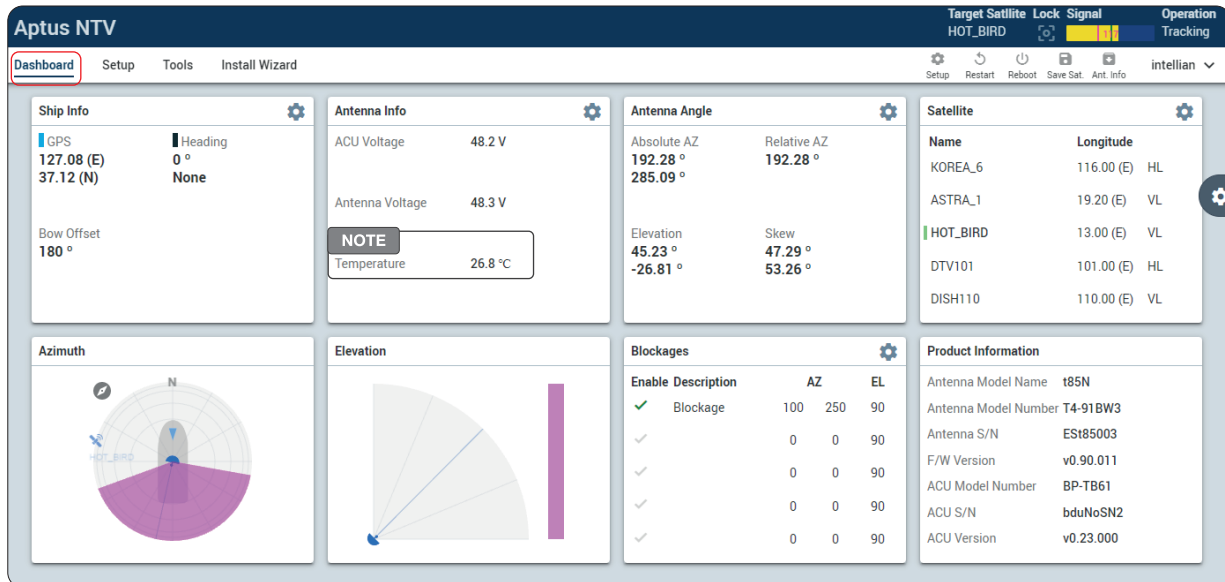 Aptus NTV
Target Satllite Lock Signal Operation
HOT_BIRD 117 Tracking
Dashboard Setup Tools Install Wizard
Setup Restart Reboot Save Sat. Ant. Info
intellian
Ship Info
GPS Heading
127.08 (E) 0 °
37.12 (N) None
Bow Offset
180 °
Antenna Info
ACU Voltage 48.2 V
Antenna Voltage 48.3 V
NOTE
Temperature 26.8 °C
Antenna Angle
Absolute AZ Relative AZ
192.28 ° 192.28 °
285.09 °
Elevation Skew
45.23 ° 47.29 °
-26.81 ° 53.26 °
Satellite
Name Longitude
KOREA_6 116.00 (E) HL
ASTRA_1 19.20 (E) VL
HOT_BIRD 13.00 (E) VL
DTV101 101.00 (E) HL
DISH110 110.00 (E) VL
Azimuth
N
HOT_BIRD
Elevation
Blockages
Enable Description AZ EL
Blockage 100 250 90
0 0 90
0 0 90
0 0 90
0 0 90
Product Information
Antenna Model Name t85N
Antenna Model Number T4-91BW3
Antenna S/N ESt85003
F/W Version v0.90.011
ACU Model Number BP-TB61
ACU S/N bduNoSN2
ACU Version v0.23.000